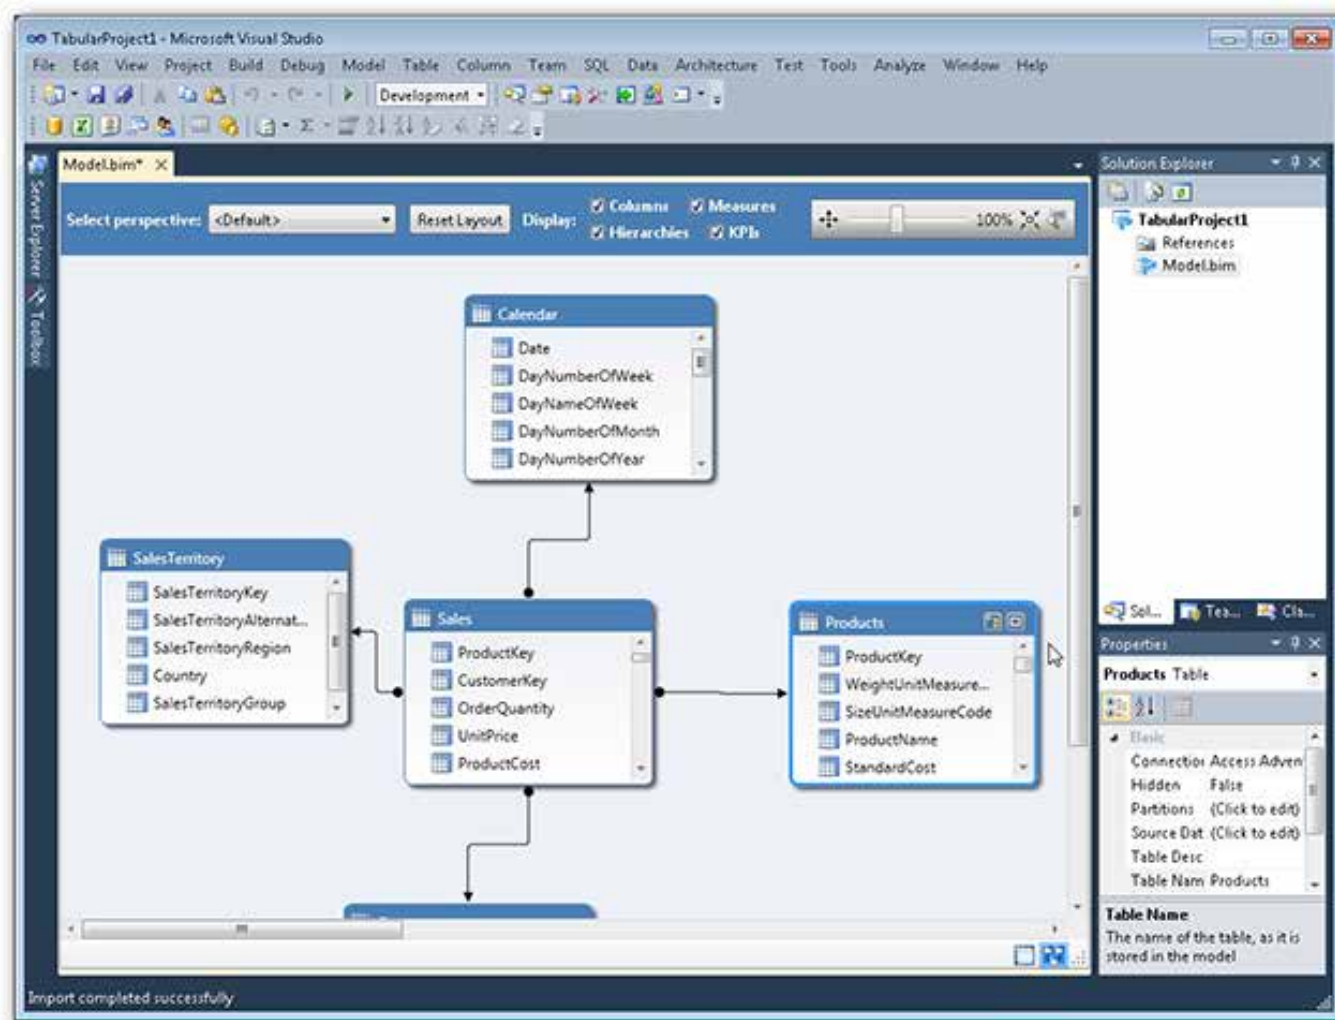 TabularProject1 - Microsoft Visual Studio
File Edit View Project Build Debug Model Table Column Team SQL Data Architecture Test Tools Analyze Window Help
Development
Model.bim*
Server Explorer
Toolbox
Select perspective: <Default> Reset Layout Display: Columns Measures
Hierarchies KPIs
100%
Calendar
Date
DayNumberOfWeek
DayNameOfWeek
DayNumberOfMonth
DayNumberOfYear
SalesTerritory
SalesTerritoryKey
SalesTerritoryAlternat...
SalesTerritoryRegion
Country
SalesTerritoryGroup
Sales
ProductKey
CustomerKey
OrderQuantity
UnitPrice
ProductCost
Products
ProductKey
WeightUnitMeasure...
SizeUnitMeasureCode
ProductName
StandardCost
Solution Explorer
TabularProject1
References
Model.bim
Sol... Tea... Cla...
Properties
Products Table
Basic
Connection Access Adven
Hidden False
Partitions (Click to edit)
Source Dat (Click to edit)
Table Desc
Table Nam Products
Table Name
The name of the table, as it is
stored in the model
Import completed successfully